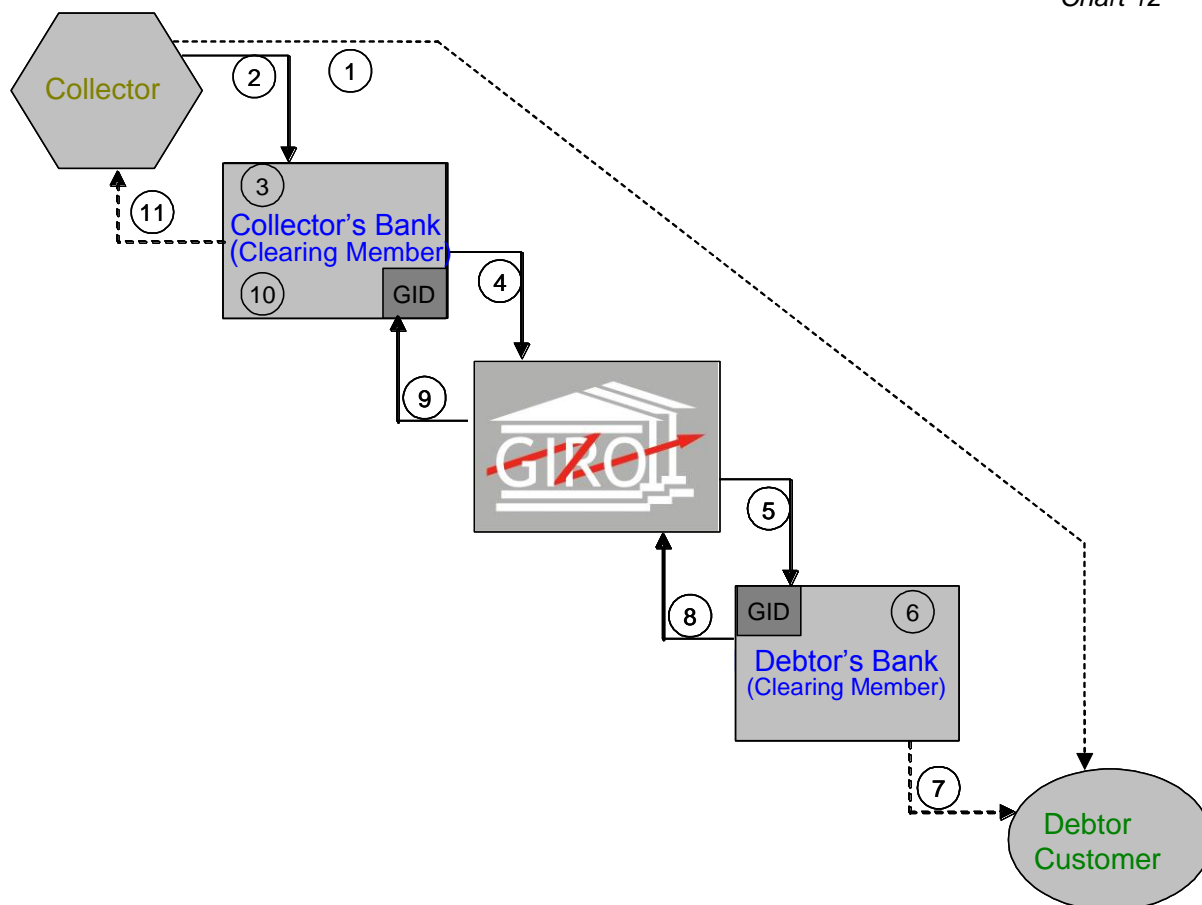 Chart 12
Collector
2
1
3
11
Collector's Bank
(Clearing Member)
4
10
GID
9
GIRO
5
GID
6
8
Debtor's Bank
(Clearing Member)
7
Debtor
Customer